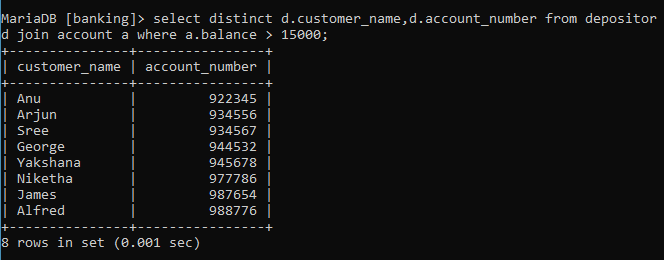 MariaDB [banking]> select distinct d.customer_name,d.account_number from depositor
d join account a where a.balance > 15000;
+---------------+----------------+
| customer_name | account_number |
+---------------+----------------+
| Anu           |         922345 |
| Arjun         |         934556 |
| Sree          |         934567 |
| George        |         944532 |
| Yakshana      |         945678 |
| Niketha       |         977786 |
| James         |         987654 |
| Alfred        |         988776 |
+---------------+----------------+
8 rows in set (0.001 sec)